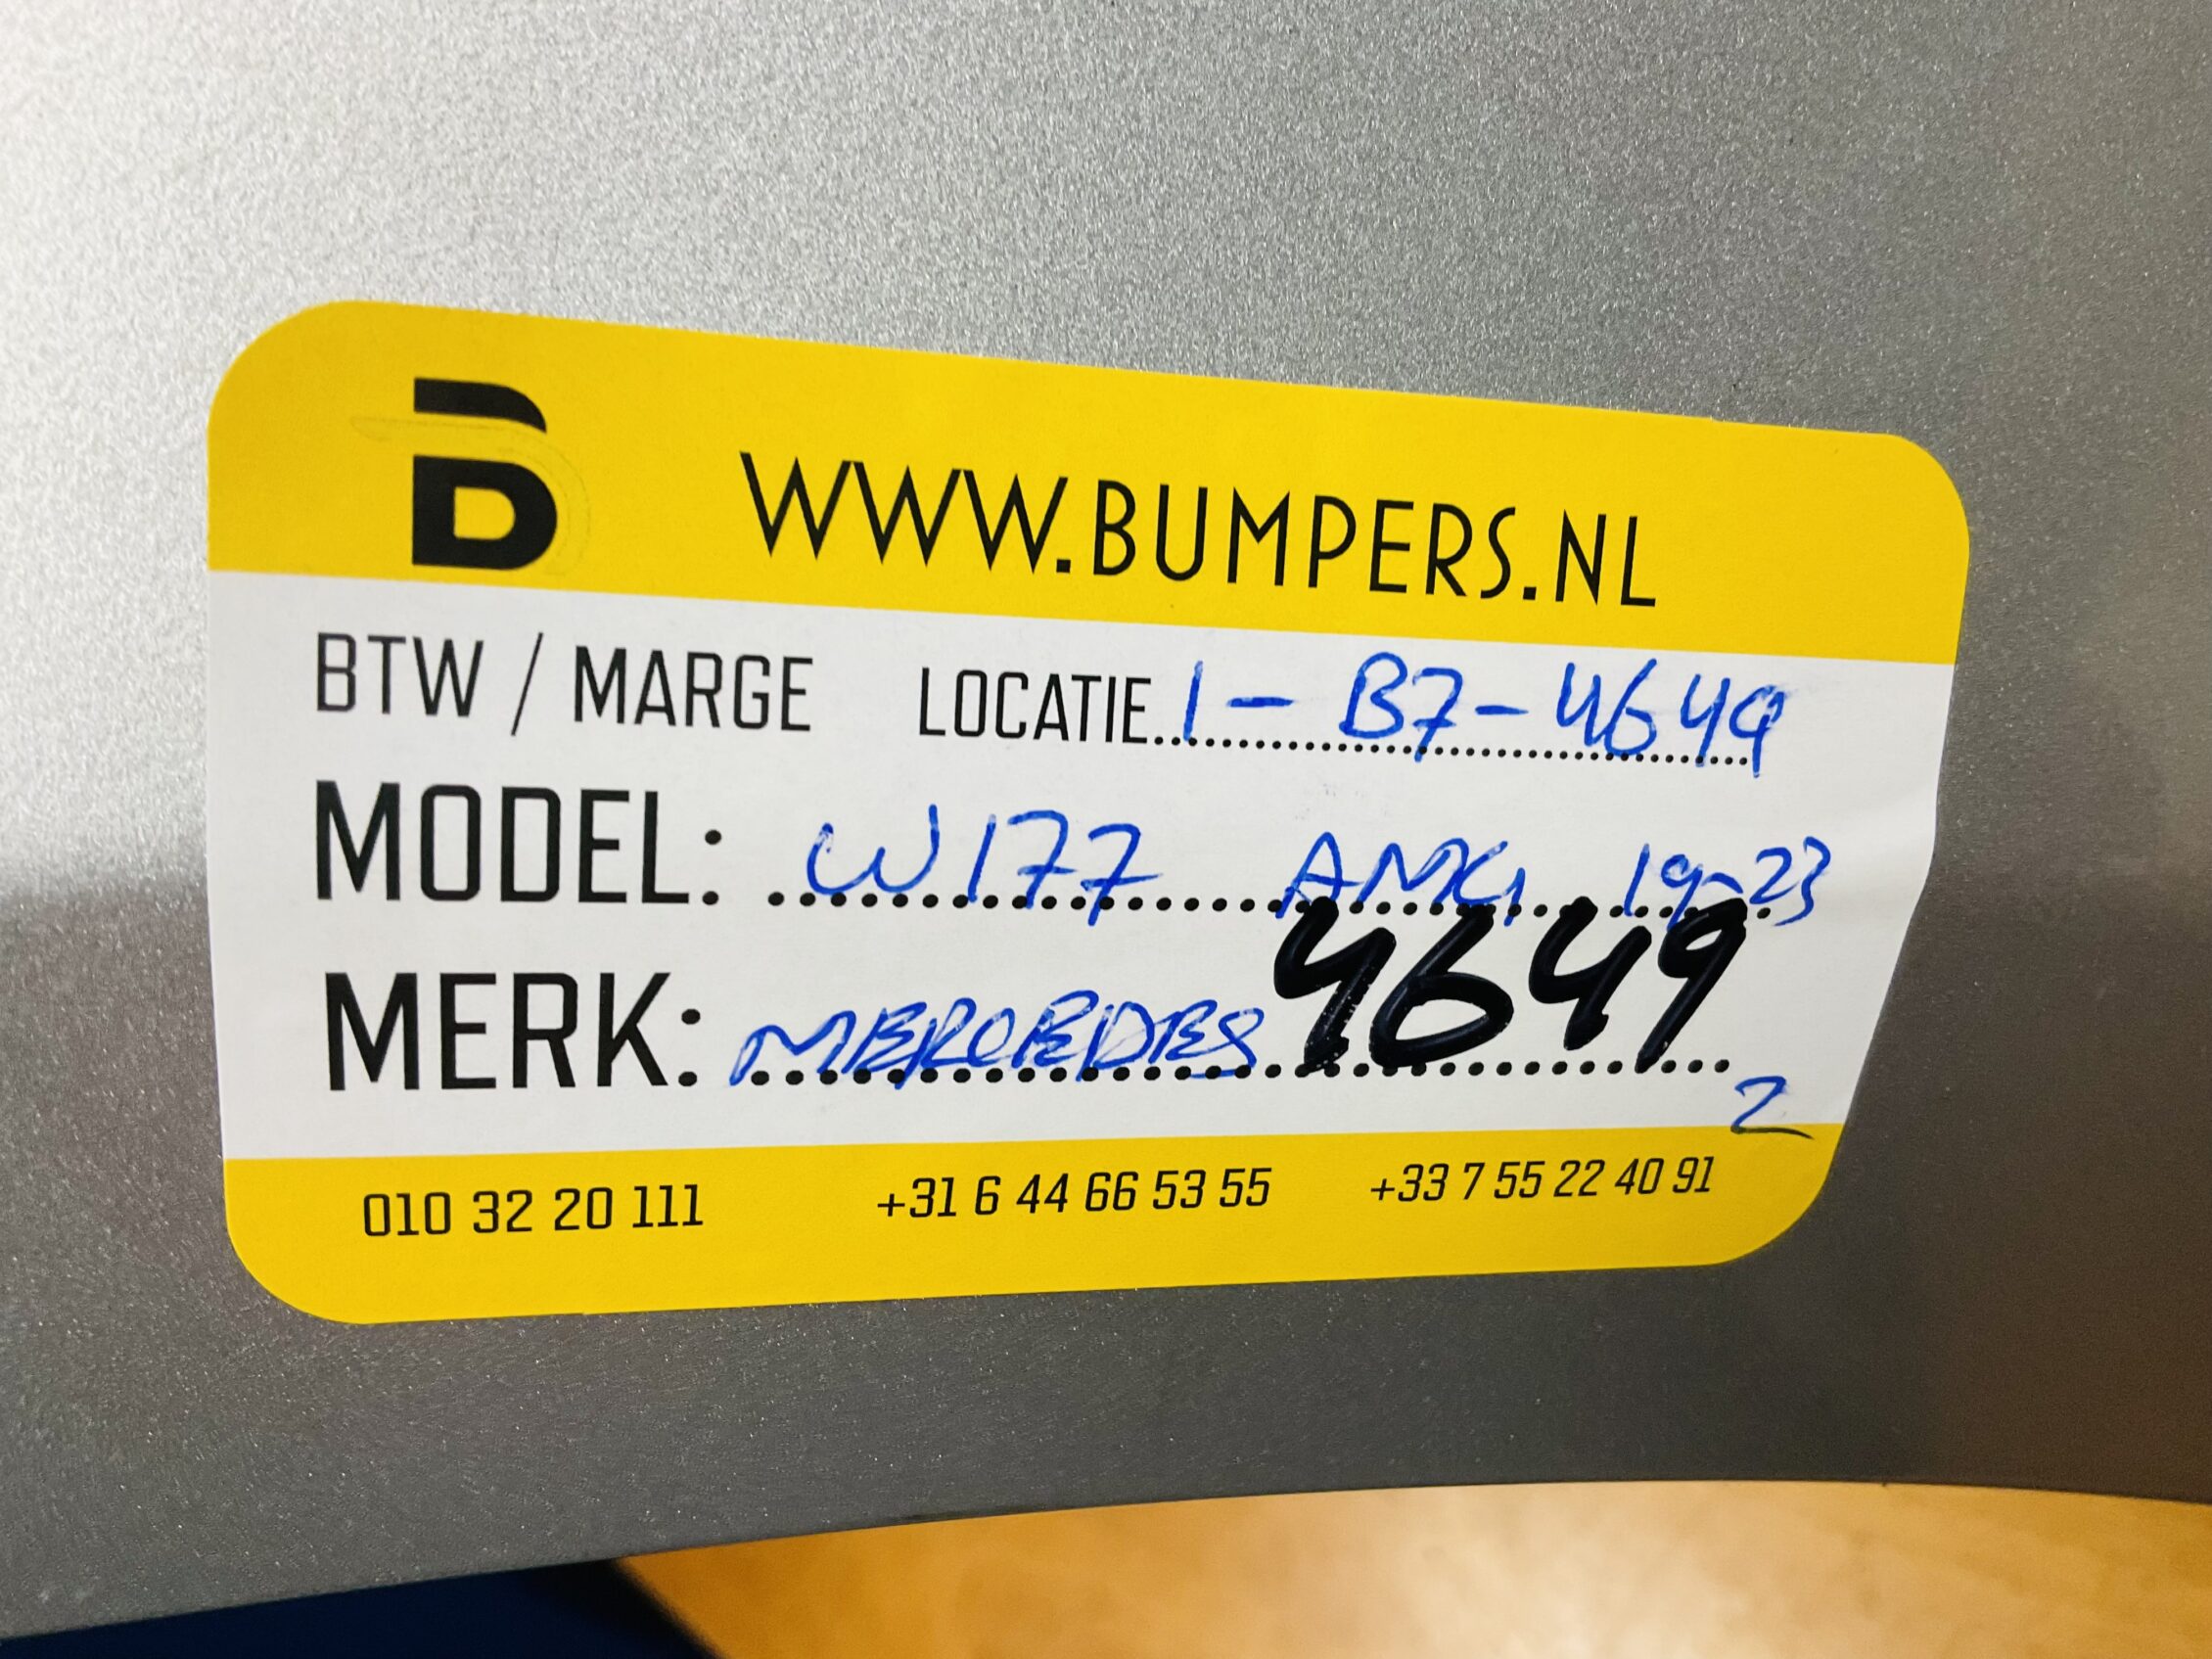 B WWW.BUMPERS.NL
BTW / MARGE LOCATIE 1 - B7 - 4649
MODEL: W177 AMG 19-23
MERK: MERCEDES 4649
2
010 32 20 111 +31 6 44 66 53 55 +33 7 55 22 40 91